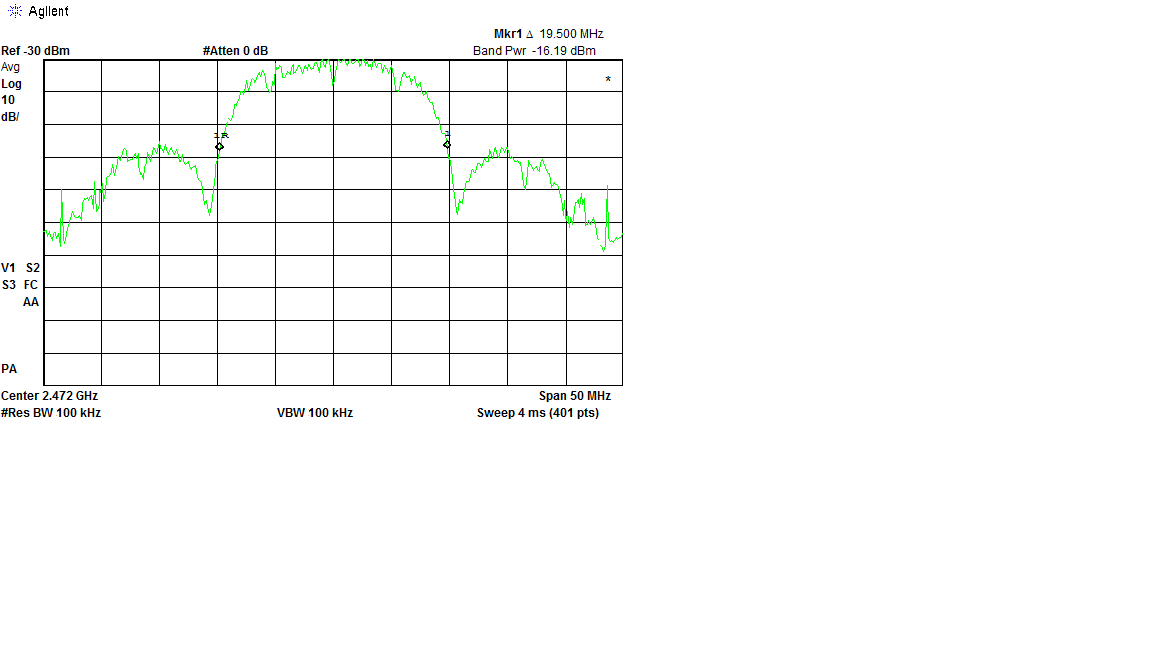 Agilent
Mkr1 Δ 19.500 MHz
Ref -30 dBm #Atten 0 dB Band Pwr -16.19 dBm
Avg
Log
10
dB/
*
1R 1
V1 S2
S3 FC
AA
PA
Center 2.472 GHz Span 50 MHz
#Res BW 100 kHz VBW 100 kHz Sweep 4 ms (401 pts)